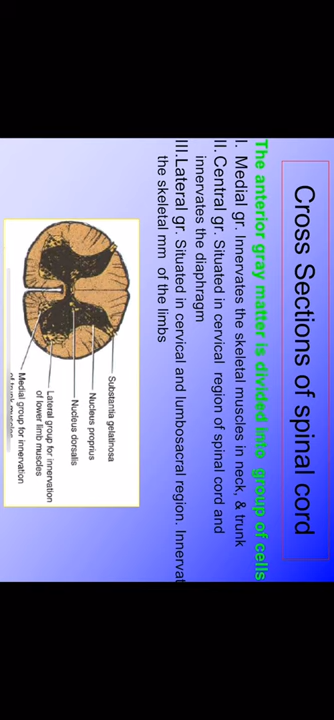 Cross Sections of spinal cord
The anterior gray matter is divided into group of cells
I. Medial gr. Innervates the skeletal muscles in neck, & trunk
II. Central gr. Situated in cervical region of spinal cord and
innervates the diaphragm
III. Lateral gr. Situated in cervical and lumbosacral region. Innervat
the skeletal mm of the limbs
Substantia gelatinosa
Nucleus proprius
Nucleus dorsalis
Lateral group for innervation
of lower limb muscles
Medial group for innervation
of trunk muscles